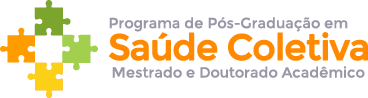 Programa de Pós-Graduação em
Saúde Coletiva
Mestrado e Doutorado Acadêmico